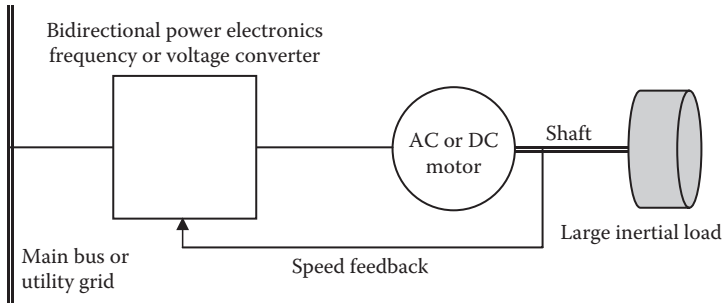 Bidirectional power electronics
frequency or voltage converter
AC or DC
motor
Shaft
Large inertial load
Main bus or
utility grid
Speed feedback